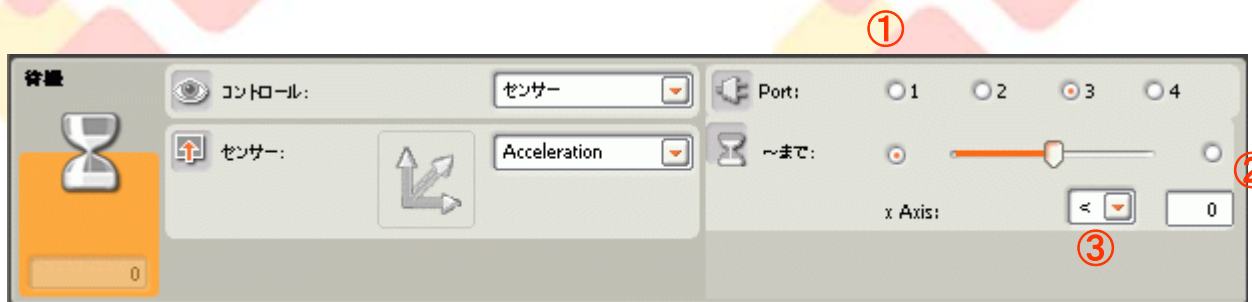 ①
待機
コントロール: センサー
Port: 1 2 3 4
センサー: Acceleration
～まで:
②
x Axis: < 0
③
0